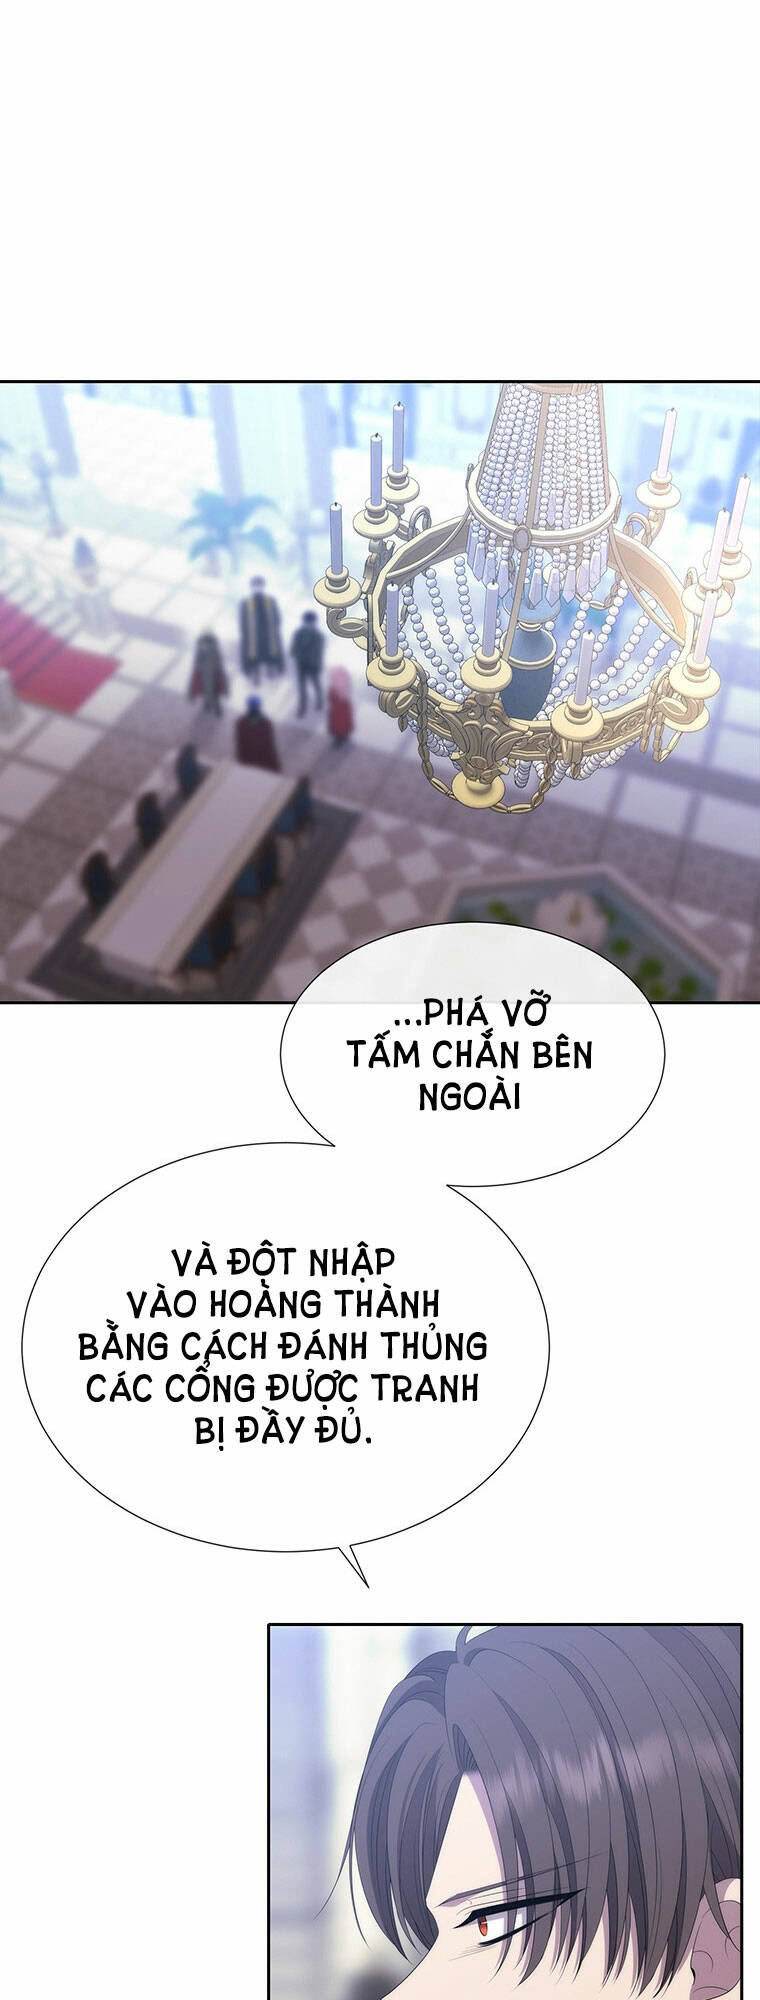 ...PHÁ VỠ
TẤM CHẮN BÊN
NGOÀI
VÀ ĐỘT NHẬP
VÀO HOÀNG THÀNH
BẰNG CÁCH ĐÁNH THỦNG
CÁC CỔNG ĐƯỢC TRANH
BỊ ĐẦY ĐỦ.